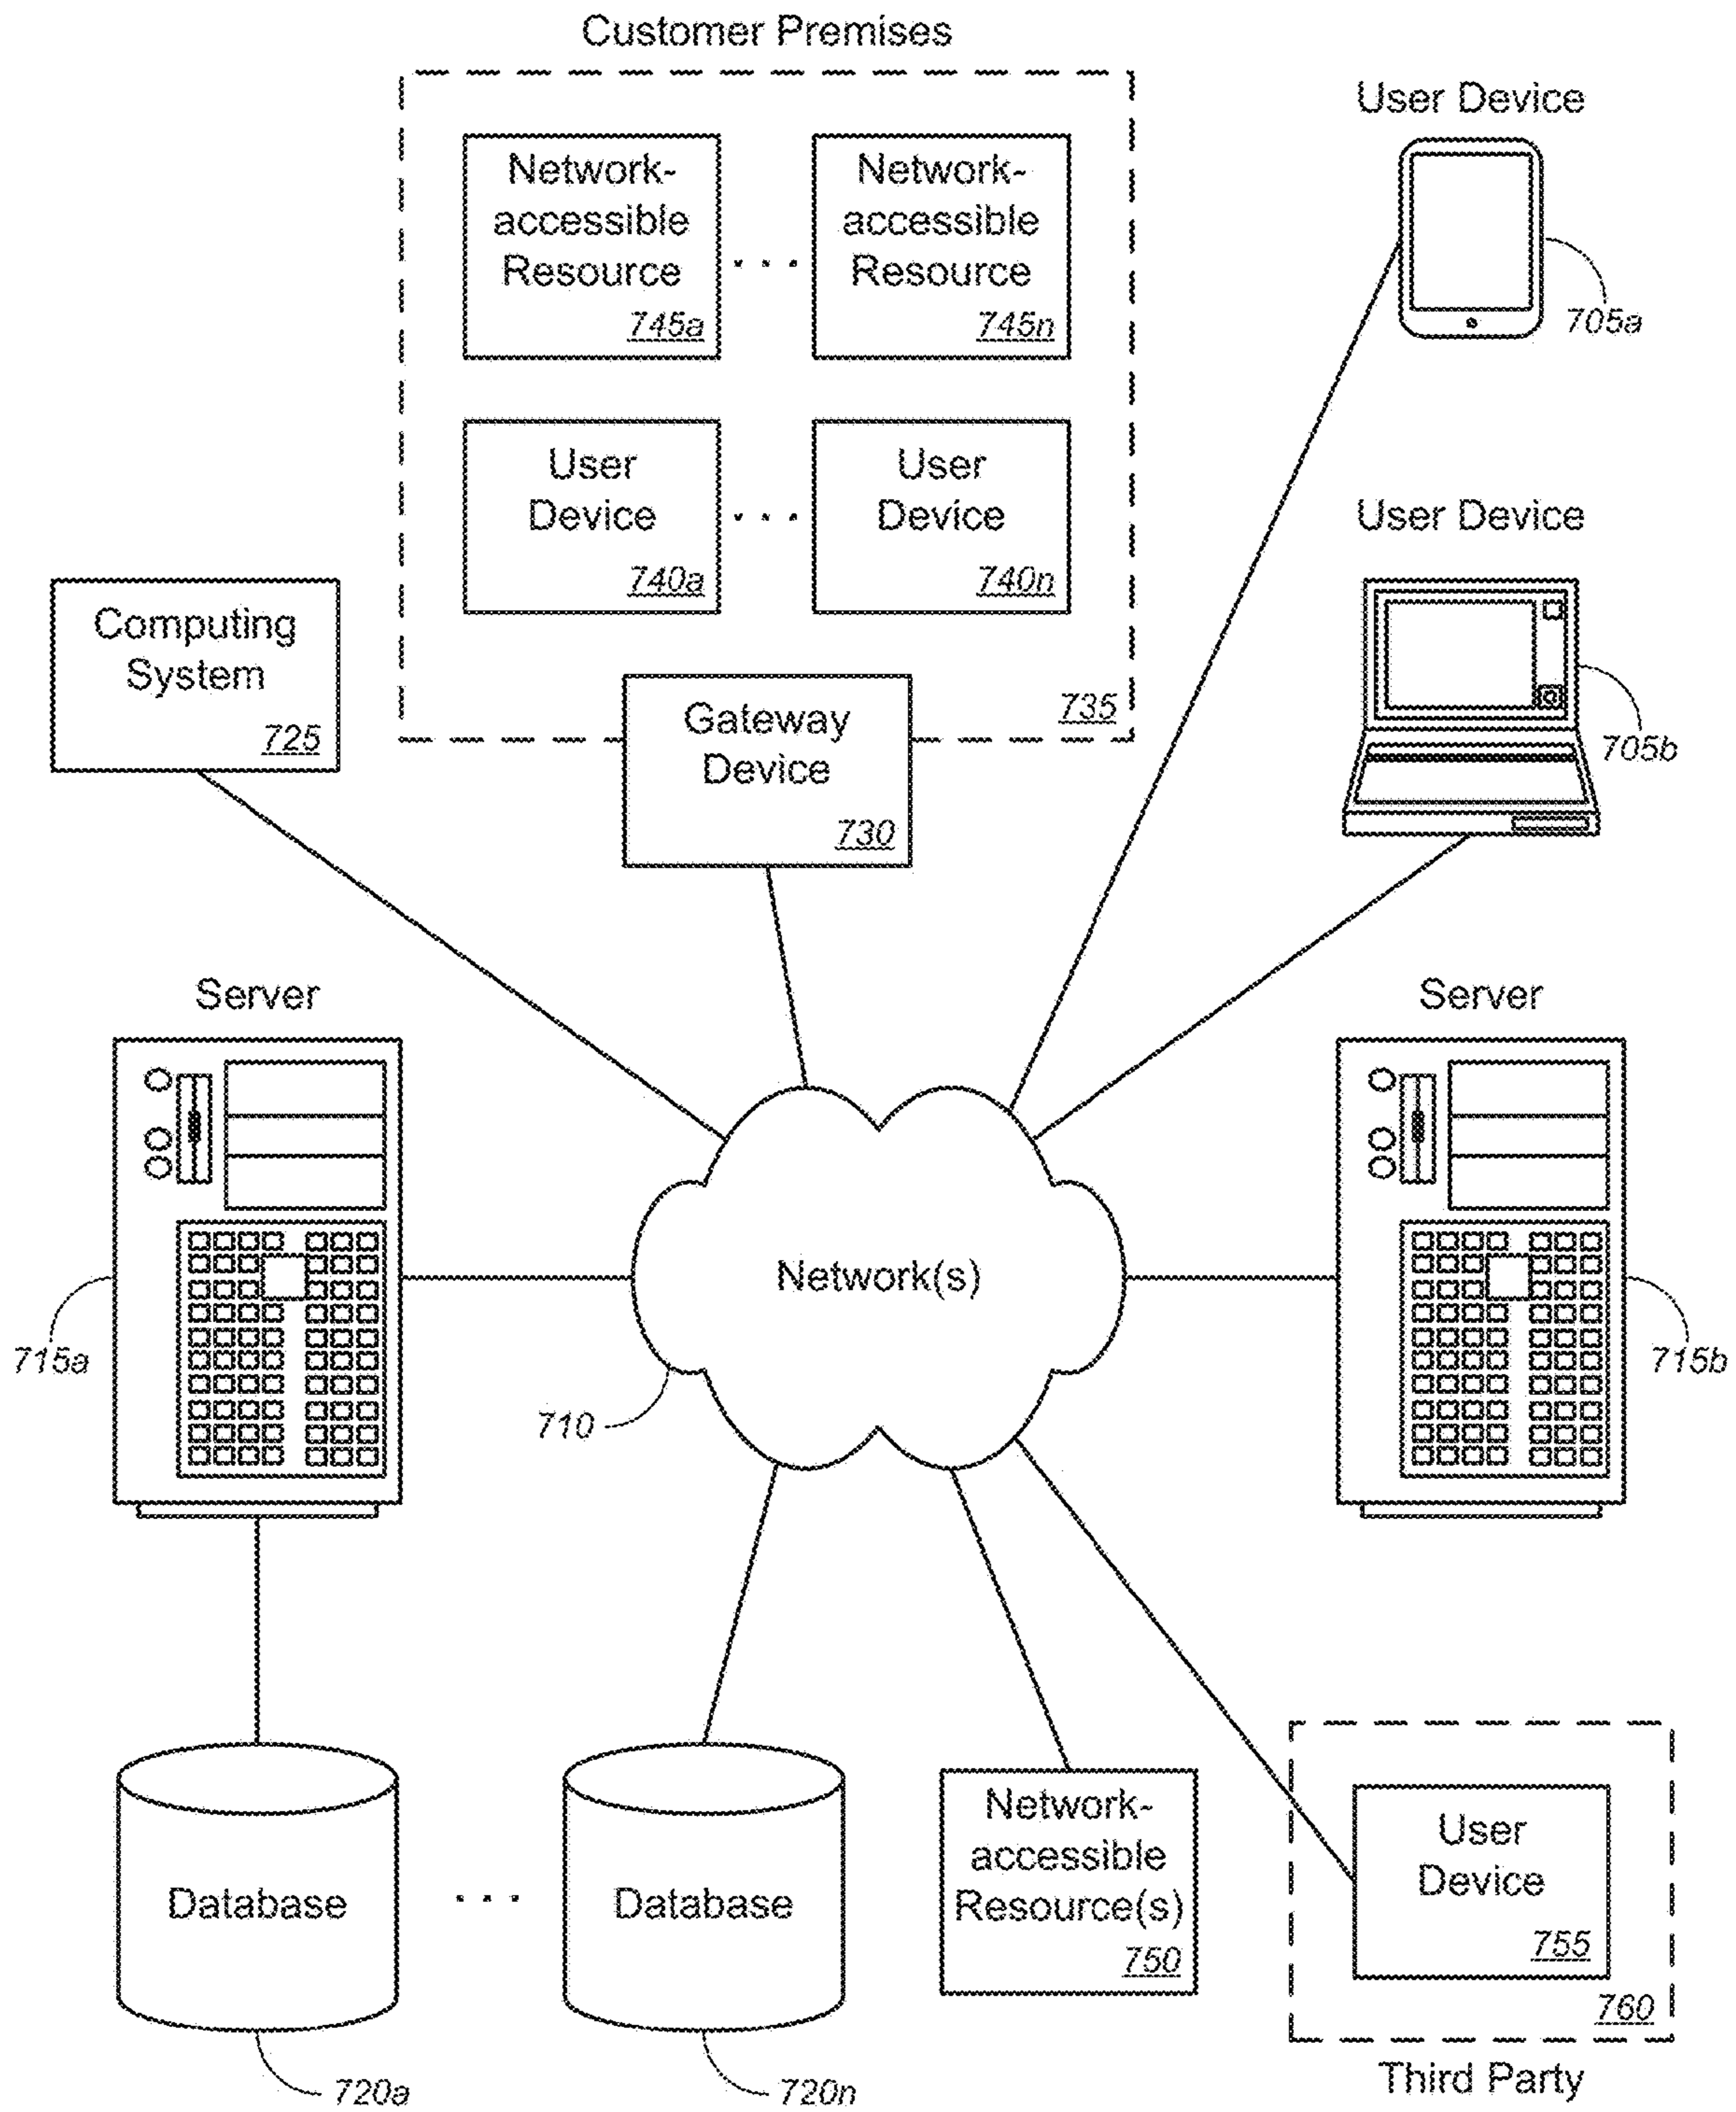 Customer Premises
Network-
accessible
Resource
745a
. . .
Network-
accessible
Resource
745n
User
Device
740a
. . .
User
Device
740n
735
Gateway
Device
730
User Device
705a
User Device
705b
Computing
System
725
Server
715a
Network(s)
710
Server
715b
Database
720a
. . .
Database
720n
Network-
accessible
Resource(s)
750
User
Device
755
760
Third Party